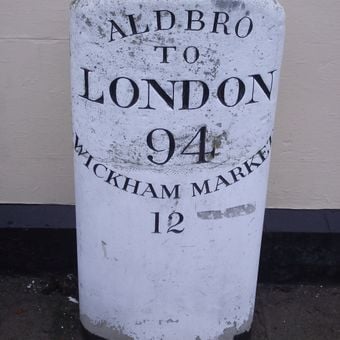 ALDBRO
TO
LONDON
94
WICKHAM MARKET
12